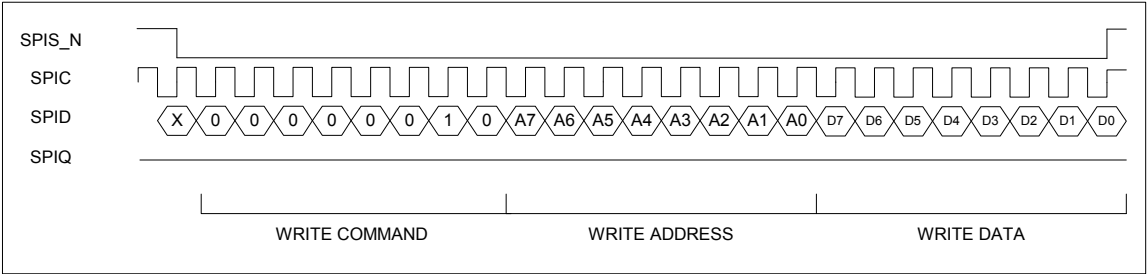 SPIS_N
SPIC
SPID X 0 0 0 0 0 0 1 0 A7 A6 A5 A4 A3 A2 A1 A0 D7 D6 D5 D4 D3 D2 D1 D0
SPIQ
WRITE COMMAND WRITE ADDRESS WRITE DATA